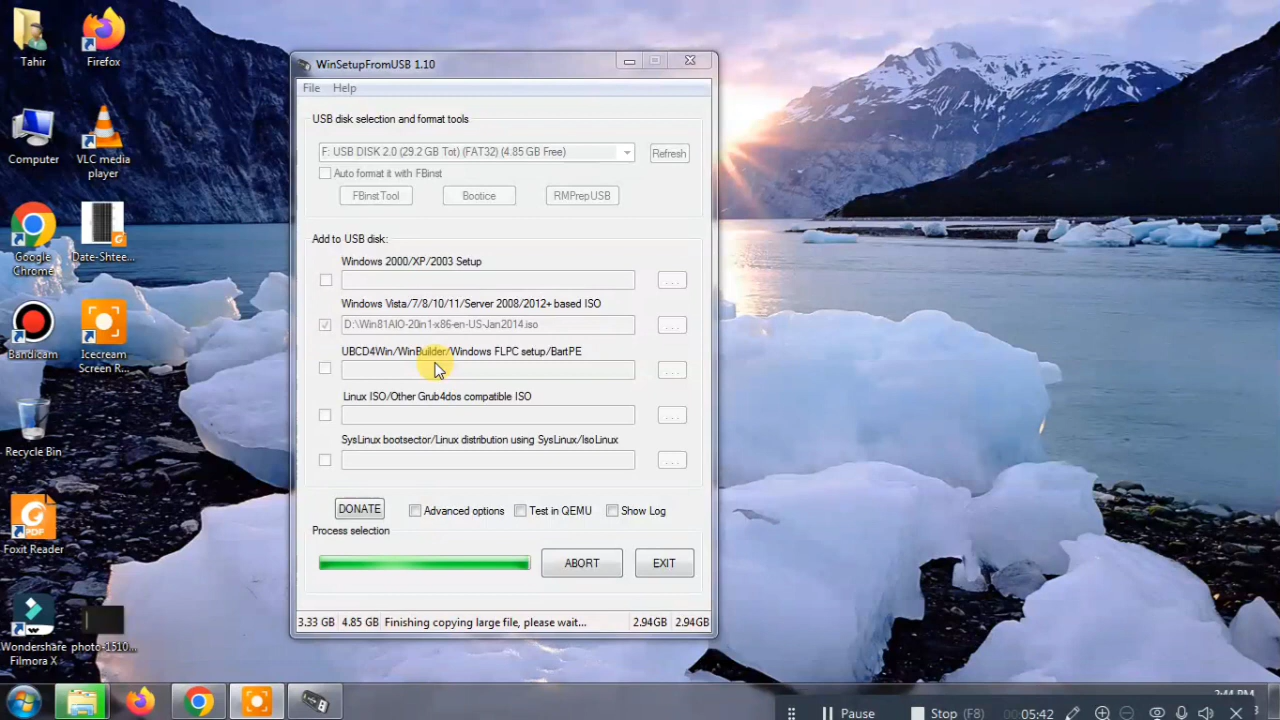 Tahir
Firefox
Computer
VLC media
player
Google
Chrome
Date-Shtee...
Bandicam
Icecream
Screen R...
Recycle Bin
Foxit Reader
PDF
Wondershare
Filmora X
photo-1510...
WinSetupFromUSB 1.10
File Help
USB disk selection and format tools
F: USB DISK 2.0 (29.2 GB Tot) (FAT32) (4.85 GB Free)
Refresh
Auto format it with FBinst
FBinstTool
Bootice
RMPrepUSB
Add to USB disk:
Windows 2000/XP/2003 Setup
...
Windows Vista/7/8/10/11/Server 2008/2012+ based ISO
D:\Win81AIO-20in1-x86-en-US-Jan2014.iso
...
UBCD4Win/WinBuilder/Windows FLPC setup/BartPE
...
Linux ISO/Other Grub4dos compatible ISO
...
SysLinux bootsector/Linux distribution using SysLinux/IsoLinux
...
DONATE
Advanced options
Test in QEMU
Show Log
Process selection
ABORT
EXIT
3.33 GB 4.85 GB Finishing copying large file, please wait... 2.94GB 2.94GB
2:44 PM
Pause
Stop (F8)
00:05:42